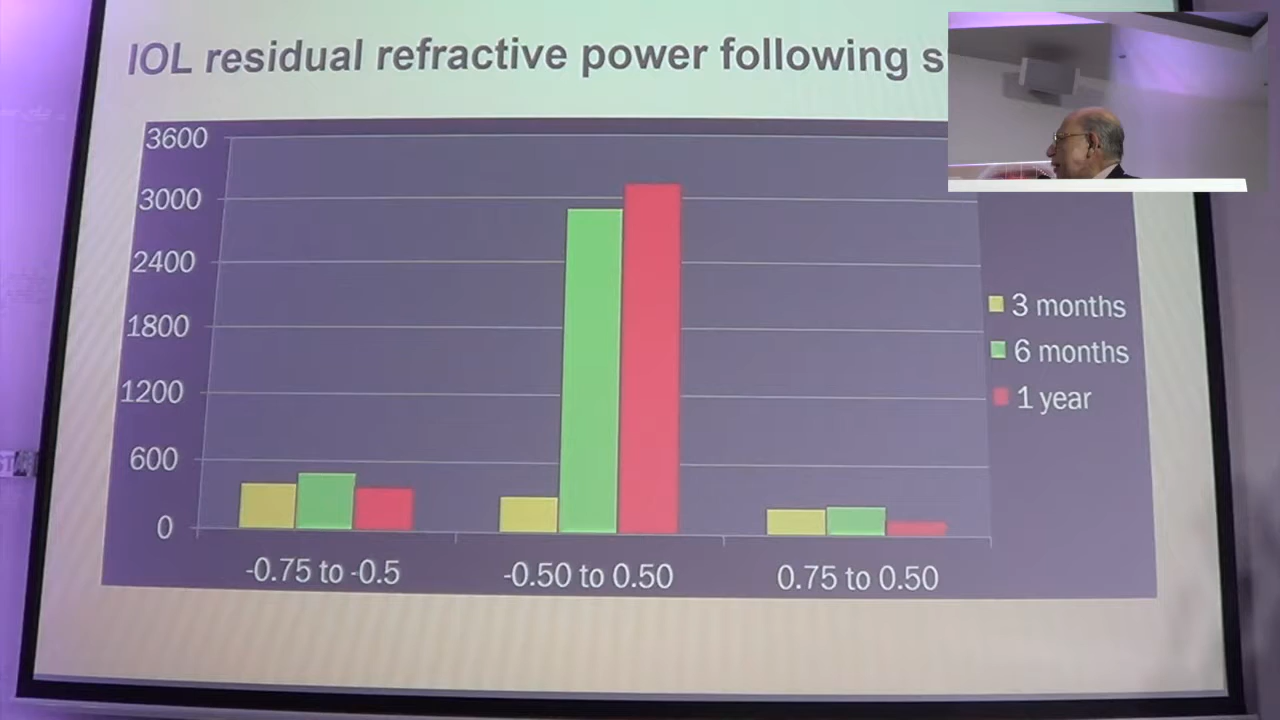 IOL residual refractive power following
3600
3000
2400
1800
1200
600
0
-0.75 to -0.5
-0.50 to 0.50
0.75 to 0.50
3 months
6 months
1 year